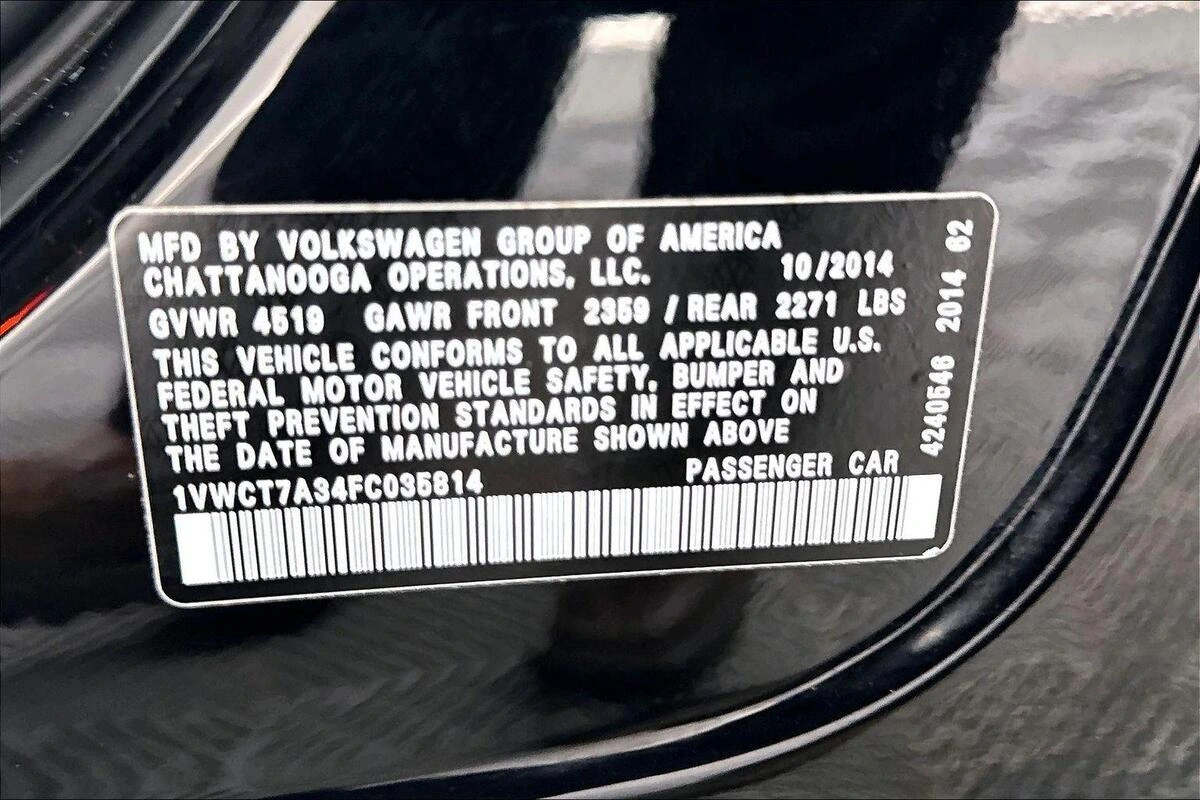 MFD BY VOLKSWAGEN GROUP OF AMERICA
CHATTANOOGA OPERATIONS, LLC. 10/2014
GVWR 4519 GAWR FRONT 2359 / REAR 2271 LBS
THIS VEHICLE CONFORMS TO ALL APPLICABLE U.S.
FEDERAL MOTOR VEHICLE SAFETY, BUMPER AND
THEFT PREVENTION STANDARDS IN EFFECT ON
THE DATE OF MANUFACTURE SHOWN ABOVE
1VWCT7A34FC035814 PASSENGER CAR
4240546 2014 62